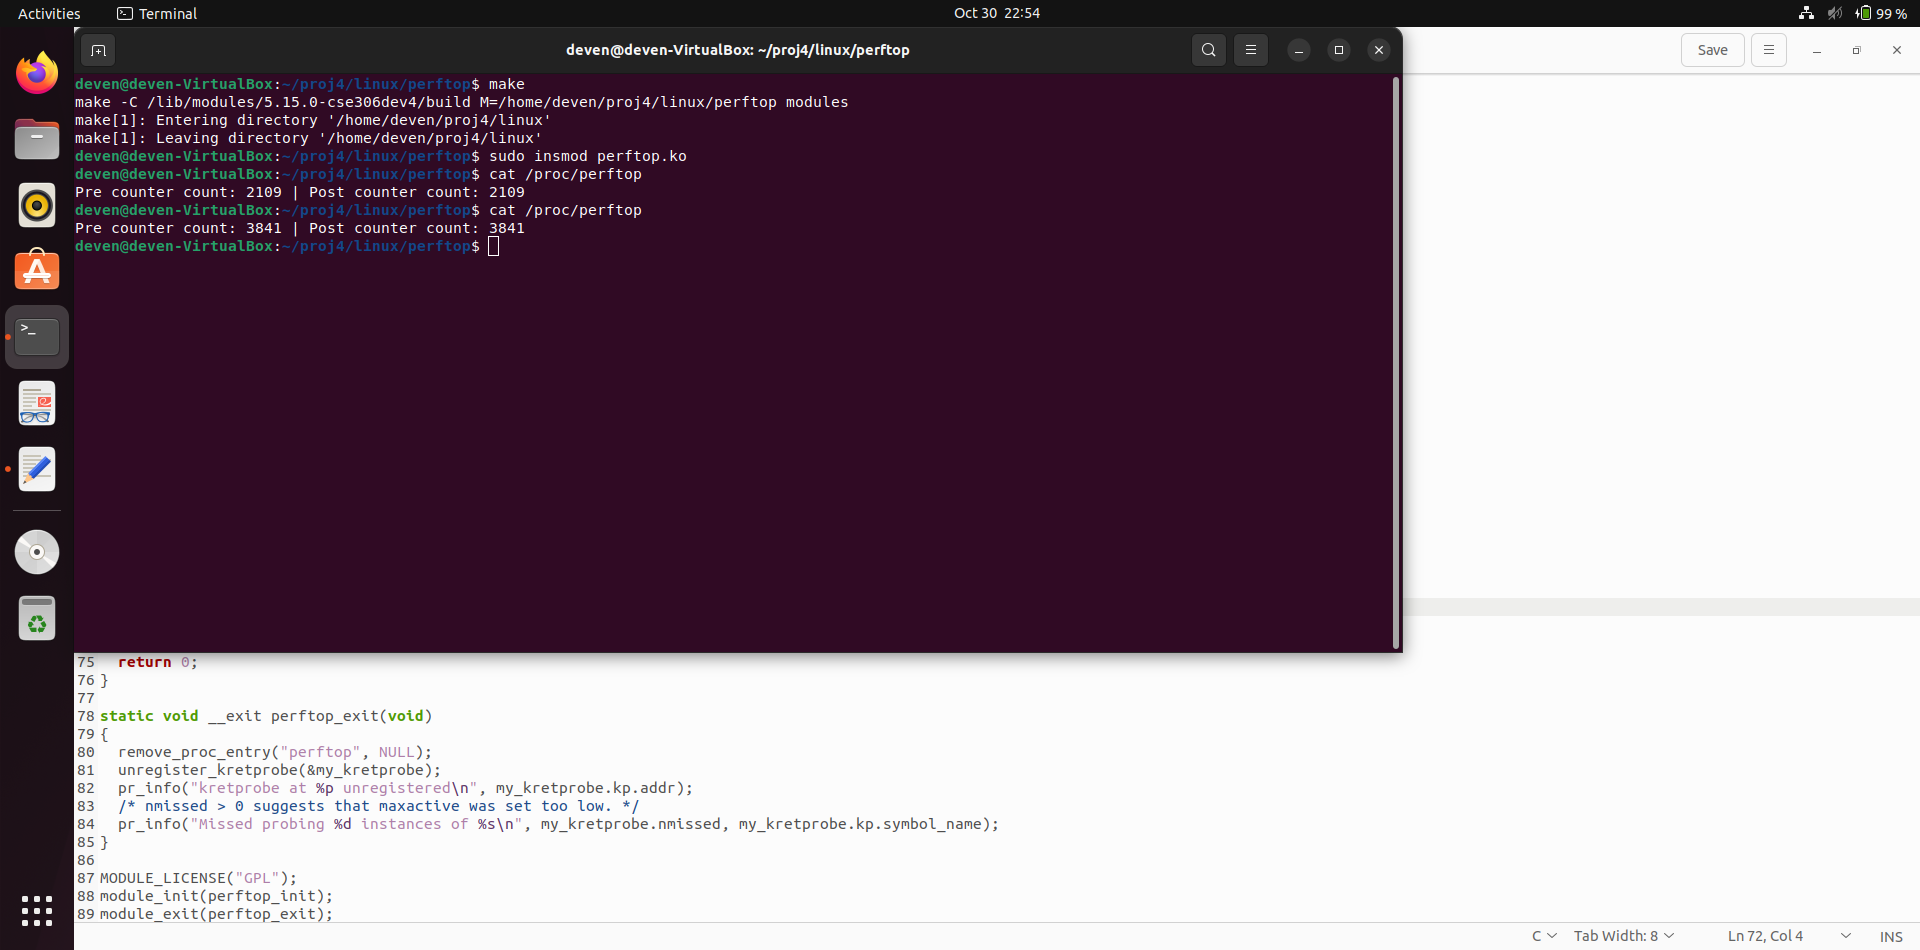 Activities
Terminal
Oct 30 22:54
99 %
deven@deven-VirtualBox: ~/proj4/linux/perftop
Save
deven@deven-VirtualBox:~/proj4/linux/perftop$ make
make -C /lib/modules/5.15.0-cse306dev4/build M=/home/deven/proj4/linux/perftop modules
make[1]: Entering directory '/home/deven/proj4/linux'
make[1]: Leaving directory '/home/deven/proj4/linux'
deven@deven-VirtualBox:~/proj4/linux/perftop$ sudo insmod perftop.ko
deven@deven-VirtualBox:~/proj4/linux/perftop$ cat /proc/perftop
Pre counter count: 2109 | Post counter count: 2109
deven@deven-VirtualBox:~/proj4/linux/perftop$ cat /proc/perftop
Pre counter count: 3841 | Post counter count: 3841
deven@deven-VirtualBox:~/proj4/linux/perftop$
75   return 0;
76 }
77
78 static void __exit perftop_exit(void)
79 {
80   remove_proc_entry("perftop", NULL);
81   unregister_kretprobe(&my_kretprobe);
82   pr_info("kretprobe at %p unregistered\n", my_kretprobe.kp.addr);
83   /* nmissed > 0 suggests that maxactive was set too low. */
84   pr_info("Missed probing %d instances of %s\n", my_kretprobe.nmissed, my_kretprobe.kp.symbol_name);
85 }
86
87 MODULE_LICENSE("GPL");
88 module_init(perftop_init);
89 module_exit(perftop_exit);
C
Tab Width: 8
Ln 72, Col 4
INS